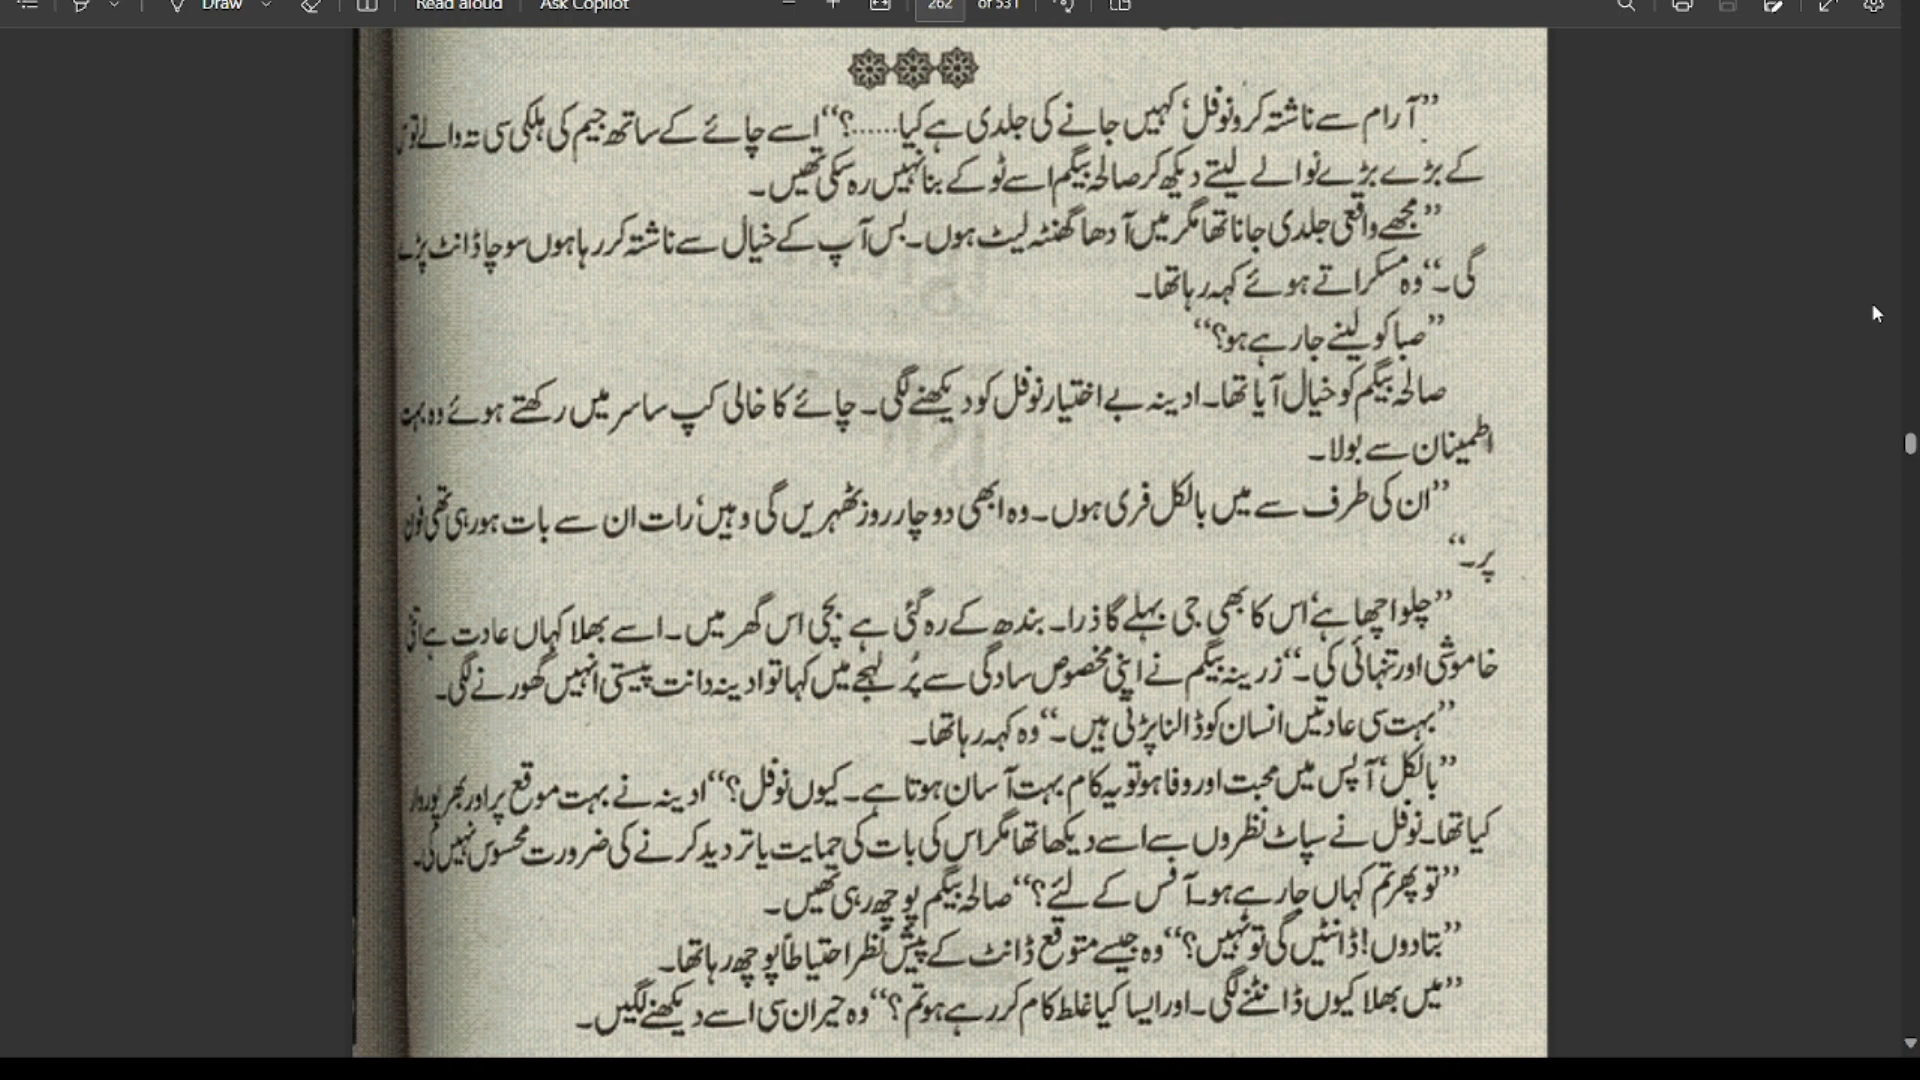 Draw
Read aloud
Ask Copilot
262
of 531
”آرام سے ناشتہ کرو نوفل‘ کہیں جانے کی جلدی ہے کیا......؟“ اسے چائے کے ساتھ جیم کی ہلکی سی تہ والے توس
کے بڑے بڑے نوالے لیتے دیکھ کر صالحہ بیگم اسے ٹوکے بنا نہیں رہ سکی تھیں۔
”مجھے واقعی جلدی جانا تھا مگر میں آدھا گھنٹہ لیٹ ہوں۔ بس آپ کے خیال سے ناشتہ کر رہا ہوں سوچا ڈانٹ پڑے
گی۔“ وہ مسکراتے ہوئے کہہ رہا تھا۔
”صبا کو لینے جا رہے ہو؟“
صالحہ بیگم کو خیال آیا تھا۔ ادینہ بے اختیار نوفل کو دیکھنے لگی۔ چائے کا خالی کپ ساسر میں رکھتے ہوئے وہ بہت
اطمینان سے بولا۔
”ان کی طرف سے میں بالکل فری ہوں۔ وہ ابھی دو چار روز ٹھہریں گی وہیں‘ رات ان سے بات ہو رہی تھی فون
پر۔“
”چلو اچھا ہے‘ اس کا بھی جی بہلے گا ذرا۔ بندھ کے رہ گئی ہے بچی اس گھر میں۔ اسے بھلا کہاں عادت ہے اتنی
خاموشی اور تنہائی کی۔“ زرینہ بیگم نے اپنی مخصوص سادگی سے پُر لہجے میں کہا تو ادینہ دانت پیستی انہیں گھورنے لگی۔
”بہت سی عادتیں انسان کو ڈالنا پڑتی ہیں۔“ وہ کہہ رہا تھا۔
”بالکل‘ آپس میں محبت اور وفا ہو تو یہ کام بہت آسان ہوتا ہے۔ کیوں نوفل؟“ ادینہ نے بہت موقع پر اور بھرپور وار
کیا تھا۔ نوفل نے سپاٹ نظروں سے اسے دیکھا تھا مگر اس کی بات کی حمایت یا تردید کرنے کی ضرورت محسوس نہیں کی۔
”تو پھر تم کہاں جا رہے ہو۔ آفس کے لئے؟“ صالحہ بیگم پوچھ رہی تھیں۔
”بتا دوں! ڈانٹیں گی تو نہیں؟“ وہ جیسے متوقع ڈانٹ کے پیش نظر احتیاطاً پوچھ رہا تھا۔
”میں بھلا کیوں ڈانٹنے لگی۔ اور ایسا کیا غلط کام کر رہے ہو تم؟“ وہ حیران سی اسے دیکھنے لگیں۔